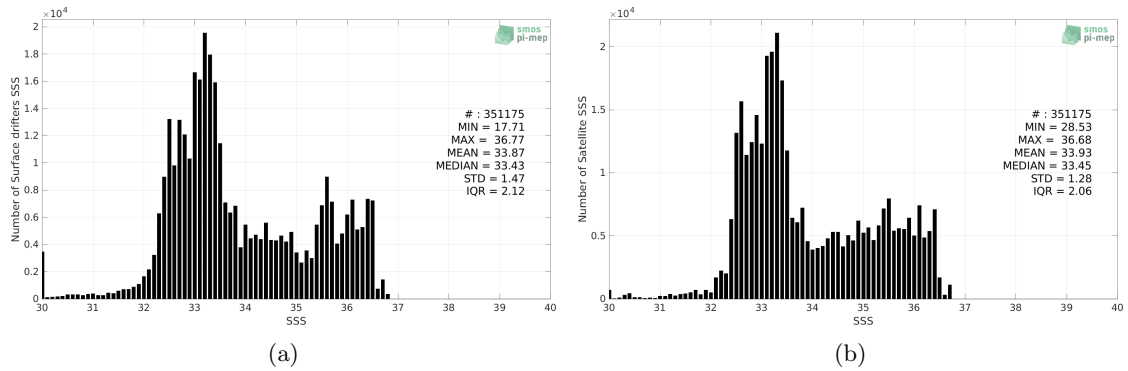 ×10⁴
2
1.8
1.6
1.4
1.2
1
0.8
0.6
0.4
0.2
0
Number of Surface drifters SSS
smos
pi-mep
# : 351175
MIN = 17.71
MAX = 36.77
MEAN = 33.87
MEDIAN = 33.43
STD = 1.47
IQR = 2.12
30 31 32 33 34 35 36 37 38 39 40
SSS
(a)
×10⁴
2
1.5
1
0.5
0
Number of Satellite SSS
smos
pi-mep
# : 351175
MIN = 28.53
MAX = 36.68
MEAN = 33.93
MEDIAN = 33.45
STD = 1.28
IQR = 2.06
30 31 32 33 34 35 36 37 38 39 40
SSS
(b)